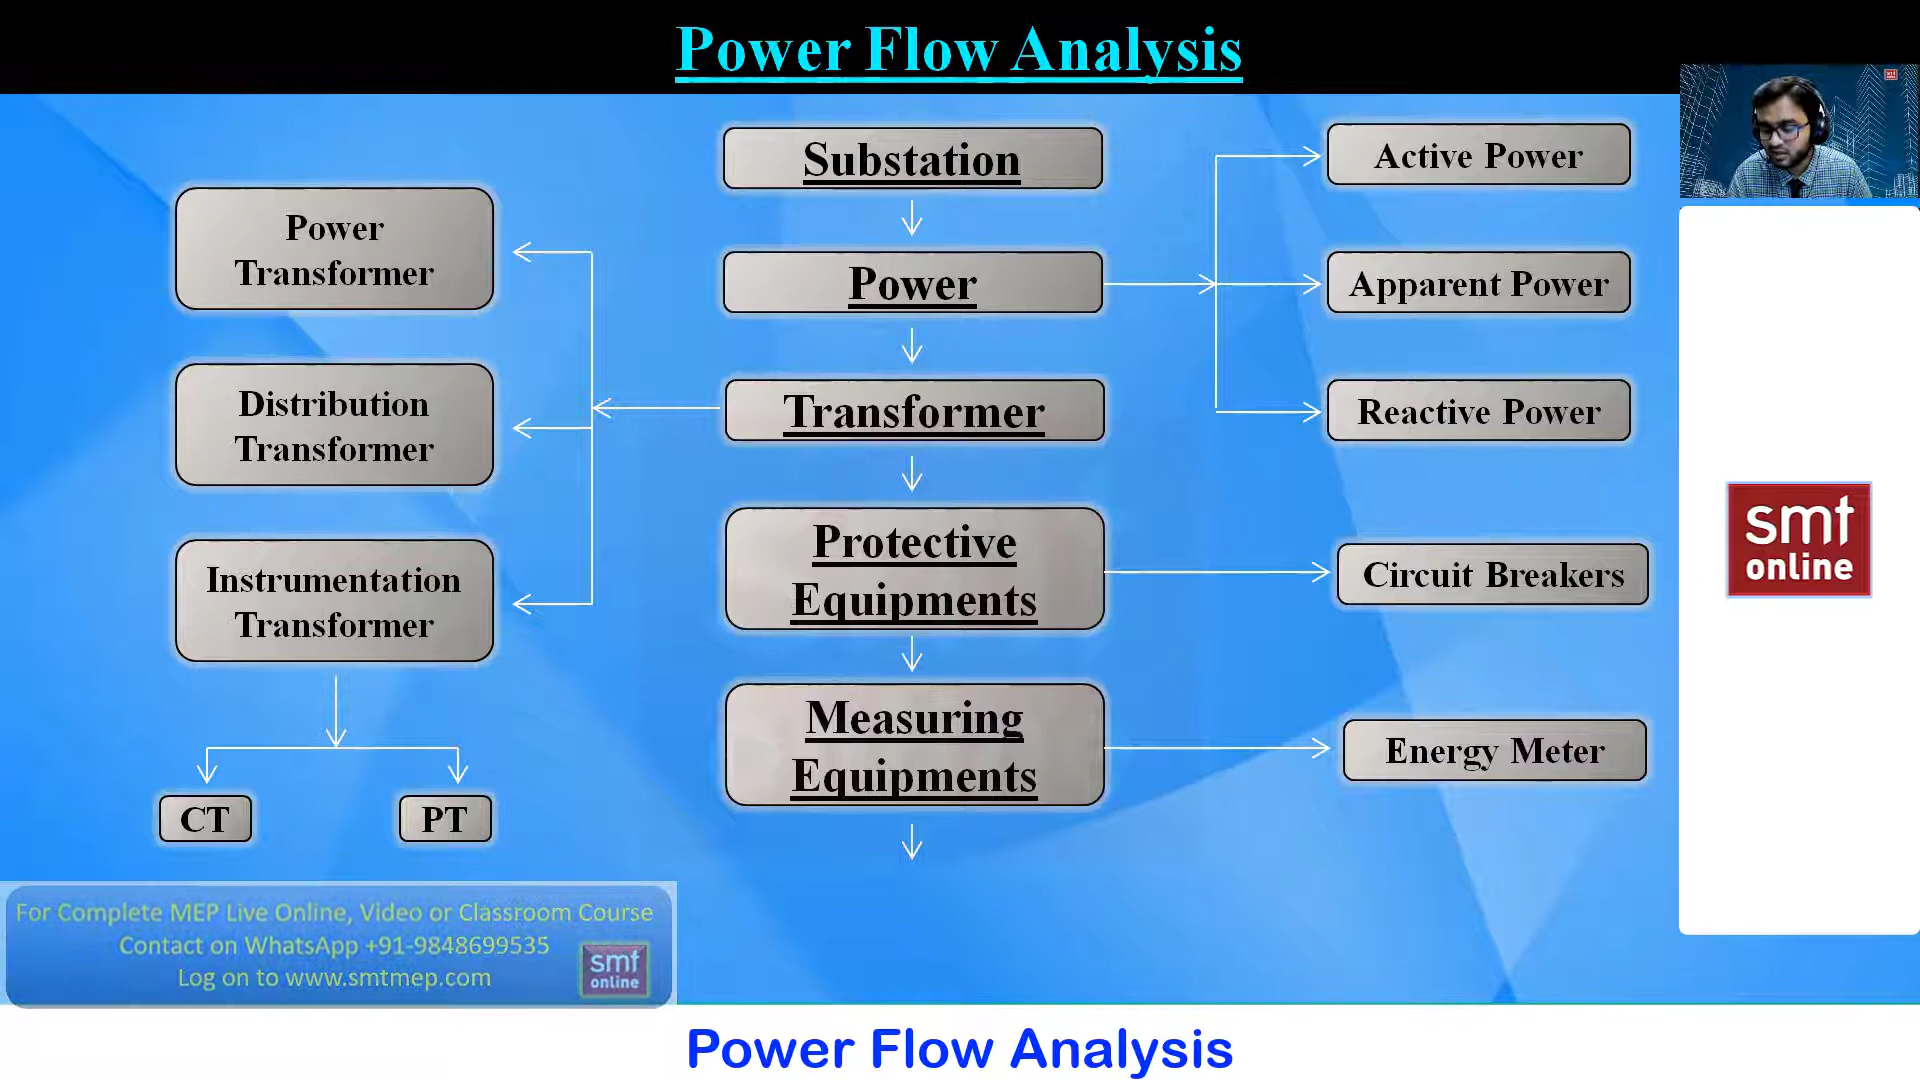 Power Flow Analysis
Substation
Power
Transformer
Protective
Equipments
Measuring
Equipments
Active Power
Apparent Power
Reactive Power
Circuit Breakers
Energy Meter
Power
Transformer
Distribution
Transformer
Instrumentation
Transformer
CT
PT
smt
online
For Complete MEP Live Online, Video or Classroom Course
Contact on WhatsApp +91-9848699535
Log on to www.smtmep.com
smt
online
Power Flow Analysis